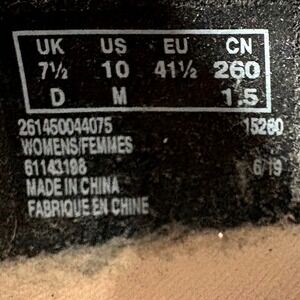 UK US EU CN
7½ 10 41½ 260
D M 1.5
261460044075 15260
WOMENS/FEMMES
61143198 6/19
MADE IN CHINA
FABRIQUE EN CHINE